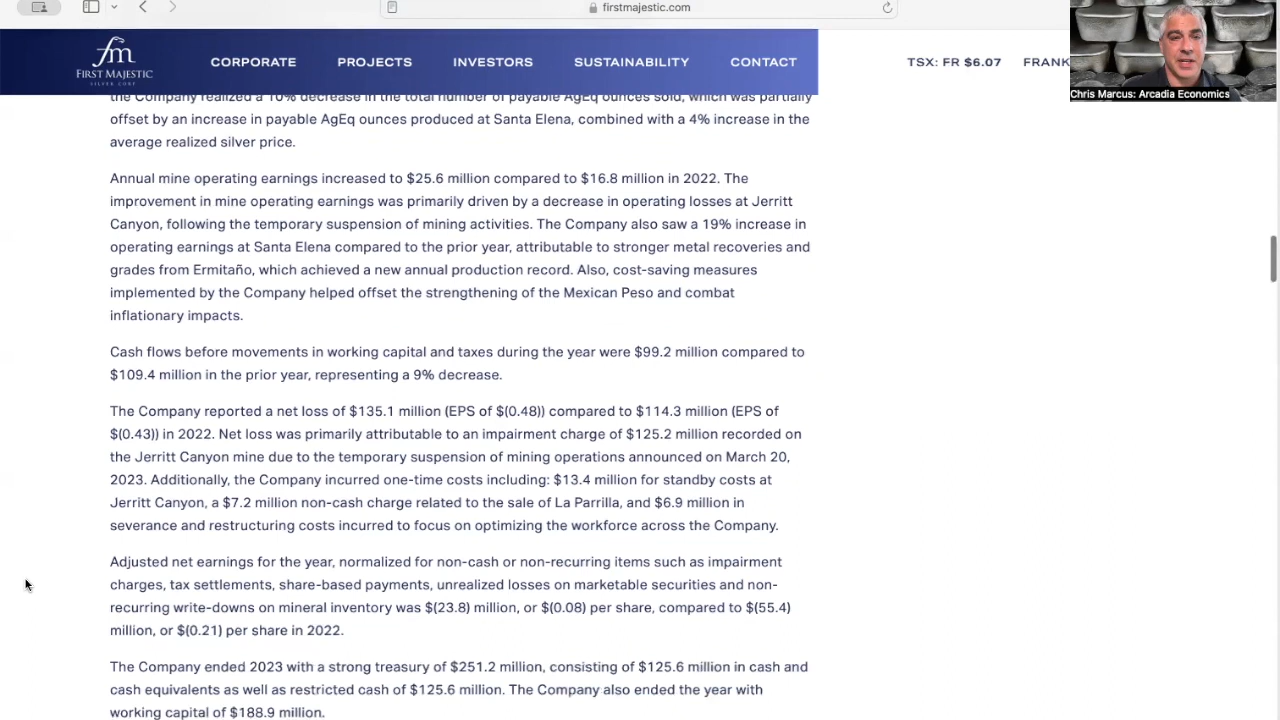 firstmajestic.com
fm
FIRST MAJESTIC
SILVER CORP
CORPORATE
PROJECTS
INVESTORS
SUSTAINABILITY
CONTACT
TSX: FR $6.07
FRANK
Chris Marcus: Arcadia Economics
the Company realized a 10% decrease in the total number of payable AgEq ounces sold, which was partially
offset by an increase in payable AgEq ounces produced at Santa Elena, combined with a 4% increase in the
average realized silver price.
Annual mine operating earnings increased to $25.6 million compared to $16.8 million in 2022. The
improvement in mine operating earnings was primarily driven by a decrease in operating losses at Jerritt
Canyon, following the temporary suspension of mining activities. The Company also saw a 19% increase in
operating earnings at Santa Elena compared to the prior year, attributable to stronger metal recoveries and
grades from Ermitaño, which achieved a new annual production record. Also, cost-saving measures
implemented by the Company helped offset the strengthening of the Mexican Peso and combat
inflationary impacts.
Cash flows before movements in working capital and taxes during the year were $99.2 million compared to
$109.4 million in the prior year, representing a 9% decrease.
The Company reported a net loss of $135.1 million (EPS of $(0.48)) compared to $114.3 million (EPS of
$(0.43)) in 2022. Net loss was primarily attributable to an impairment charge of $125.2 million recorded on
the Jerritt Canyon mine due to the temporary suspension of mining operations announced on March 20,
2023. Additionally, the Company incurred one-time costs including: $13.4 million for standby costs at
Jerritt Canyon, a $7.2 million non-cash charge related to the sale of La Parrilla, and $6.9 million in
severance and restructuring costs incurred to focus on optimizing the workforce across the Company.
Adjusted net earnings for the year, normalized for non-cash or non-recurring items such as impairment
charges, tax settlements, share-based payments, unrealized losses on marketable securities and non-
recurring write-downs on mineral inventory was $(23.8) million, or $(0.08) per share, compared to $(55.4)
million, or $(0.21) per share in 2022.
The Company ended 2023 with a strong treasury of $251.2 million, consisting of $125.6 million in cash and
cash equivalents as well as restricted cash of $125.6 million. The Company also ended the year with
working capital of $188.9 million.